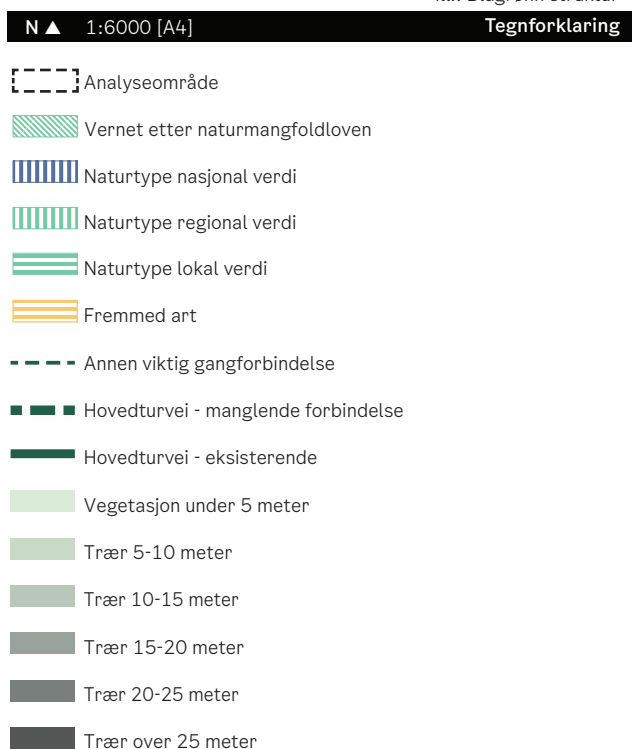 N ▲ 1:6000 [A4] Tegnforklaring
Analyseområde
Vernet etter naturmangfoldloven
Naturtype nasjonal verdi
Naturtype regional verdi
Naturtype lokal verdi
Fremmed art
Annen viktig gangforbindelse
Hovedturvei - manglende forbindelse
Hovedturvei - eksisterende
Vegetasjon under 5 meter
Trær 5-10 meter
Trær 10-15 meter
Trær 15-20 meter
Trær 20-25 meter
Trær over 25 meter